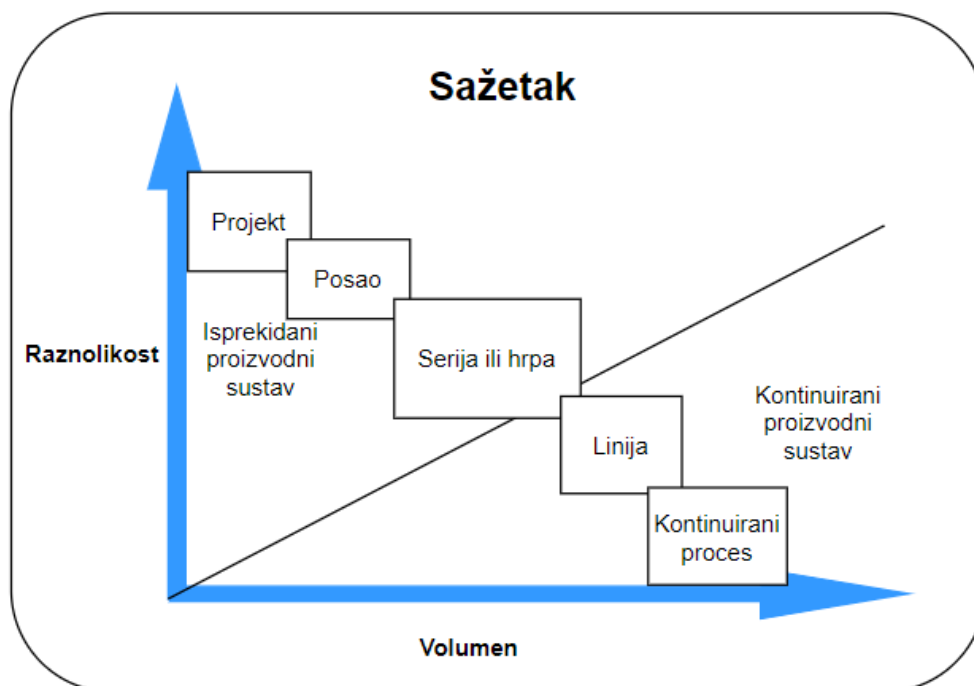 Sažetak
Projekt
Posao
Isprekidani
proizvodni
sustav
Raznolikost
Serija ili hrpa
Kontinuirani
proizvodni
sustav
Linija
Kontinuirani
proces
Volumen